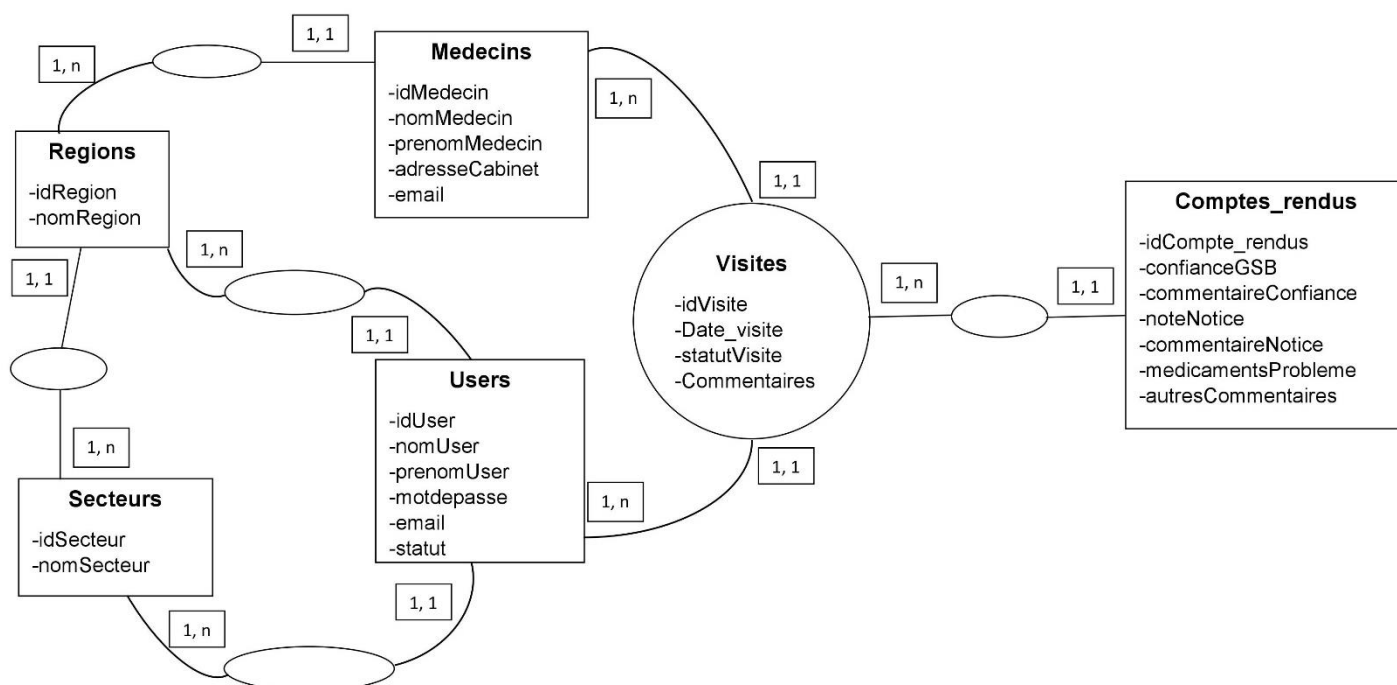 1, n
1, 1
Medecins
-idMedecin
-nomMedecin
-prenomMedecin
-adresseCabinet
-email
1, n
Regions
-idRegion
-nomRegion
1, 1
1, n
1, 1
1, n
Secteurs
-idSecteur
-nomSecteur
1, n
Users
-idUser
-nomUser
-prenomUser
-motdepasse
-email
-statut
1, 1
1, n
1, 1
Visites
-idVisite
-Date_visite
-statutVisite
-Commentaires
1, 1
1, n
1, 1
Comptes_rendus
-idCompte_rendus
-confianceGSB
-commentaireConfiance
-noteNotice
-commentaireNotice
-medicamentsProbleme
-autresCommentaires